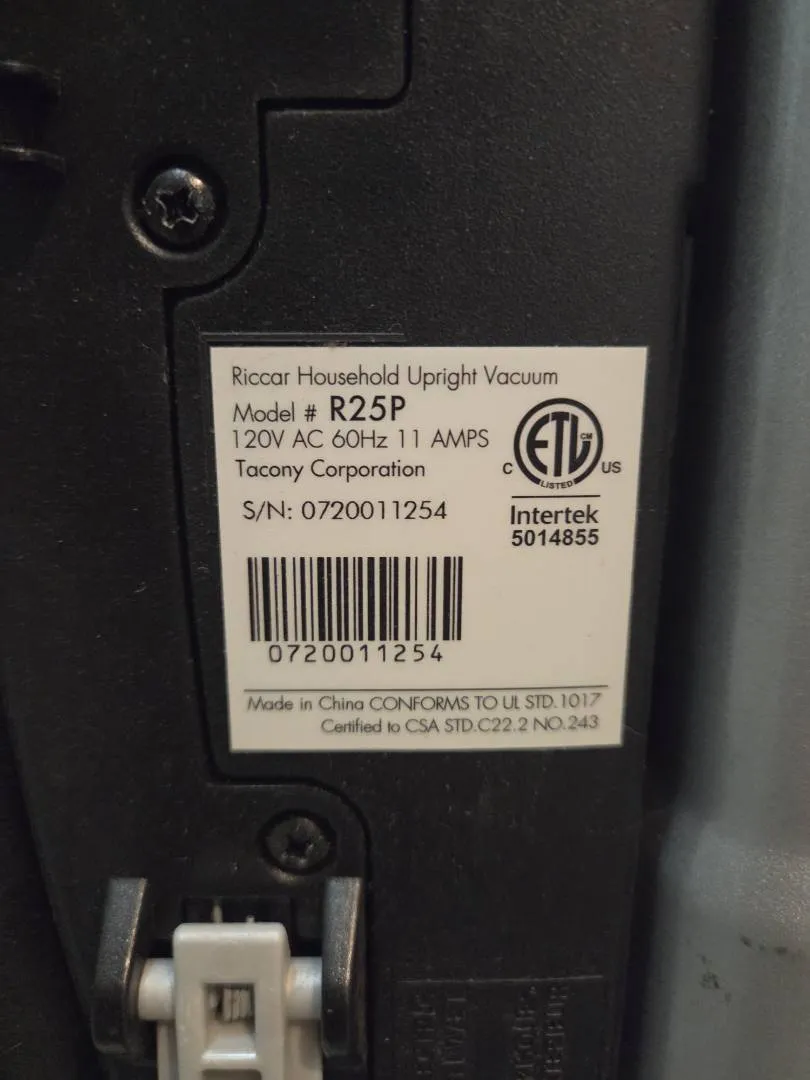 Riccar Household Upright Vacuum
Model # R25P
120V AC 60Hz 11 AMPS
Tacony Corporation
S/N: 0720011254
C ETL CM US
LISTED
Intertek
5014855
0720011254
Made in China CONFORMS TO UL STD.1017
Certified to CSA STD.C22.2 NO.243